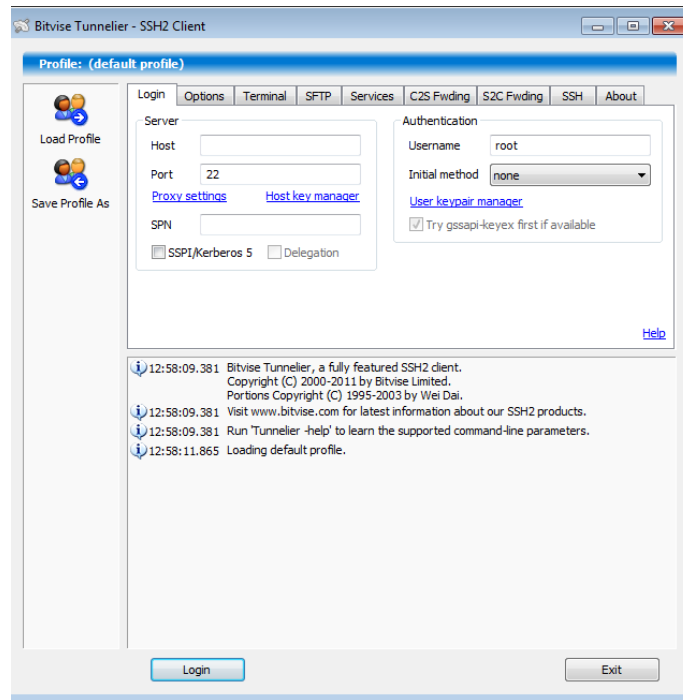 Bitvise Tunnelier - SSH2 Client
Profile: (default profile)
Load Profile
Save Profile As
Login Options Terminal SFTP Services C2S Fwding S2C Fwding SSH About
Server
Host
Port 22
Proxy settings Host key manager
SPN
SSPI/Kerberos 5 Delegation
Authentication
Username root
Initial method none
User keypair manager
Try gssapi-keyex first if available
Help
12:58:09.381 Bitvise Tunnelier, a fully featured SSH2 client.
Copyright (C) 2000-2011 by Bitvise Limited.
Portions Copyright (C) 1995-2003 by Wei Dai.
12:58:09.381 Visit www.bitvise.com for latest information about our SSH2 products.
12:58:09.381 Run 'Tunnelier -help' to learn the supported command-line parameters.
12:58:11.865 Loading default profile.
Login Exit